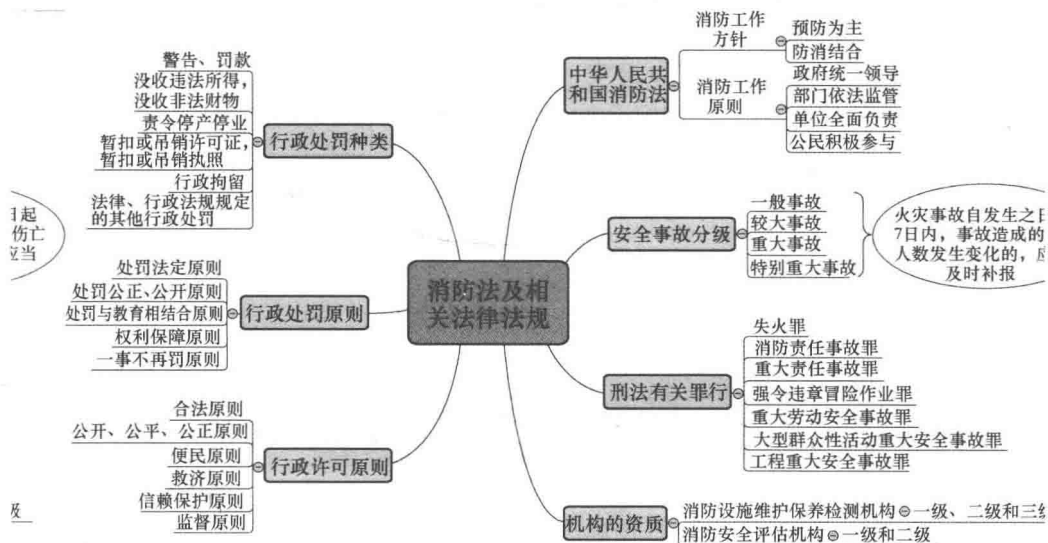 消防法及相
关法律法规
行政处罚种类
警告、罚款
没收违法所得，
没收非法财物
责令停产停业
暂扣或吊销许可证，
暂扣或吊销执照
行政拘留
法律、行政法规规定
的其他行政处罚
行政处罚原则
处罚法定原则
处罚公正、公开原则
处罚与教育相结合原则
权利保障原则
一事不再罚原则
行政许可原则
合法原则
公开、公平、公正原则
便民原则
救济原则
信赖保护原则
监督原则
日起
伤亡
应当
级
中华人民共
和国消防法
消防工作
方针
预防为主
防消结合
消防工作
原则
政府统一领导
部门依法监管
单位全面负责
公民积极参与
安全事故分级
一般事故
较大事故
重大事故
特别重大事故
火灾事故自发生之日
7日内，事故造成的
人数发生变化的，应
及时补报
刑法有关罪行
失火罪
消防责任事故罪
重大责任事故罪
强令违章冒险作业罪
重大劳动安全事故罪
大型群众性活动重大安全事故罪
工程重大安全事故罪
机构的资质
消防设施维护保养检测机构 一级、二级和三级
消防安全评估机构 一级和二级